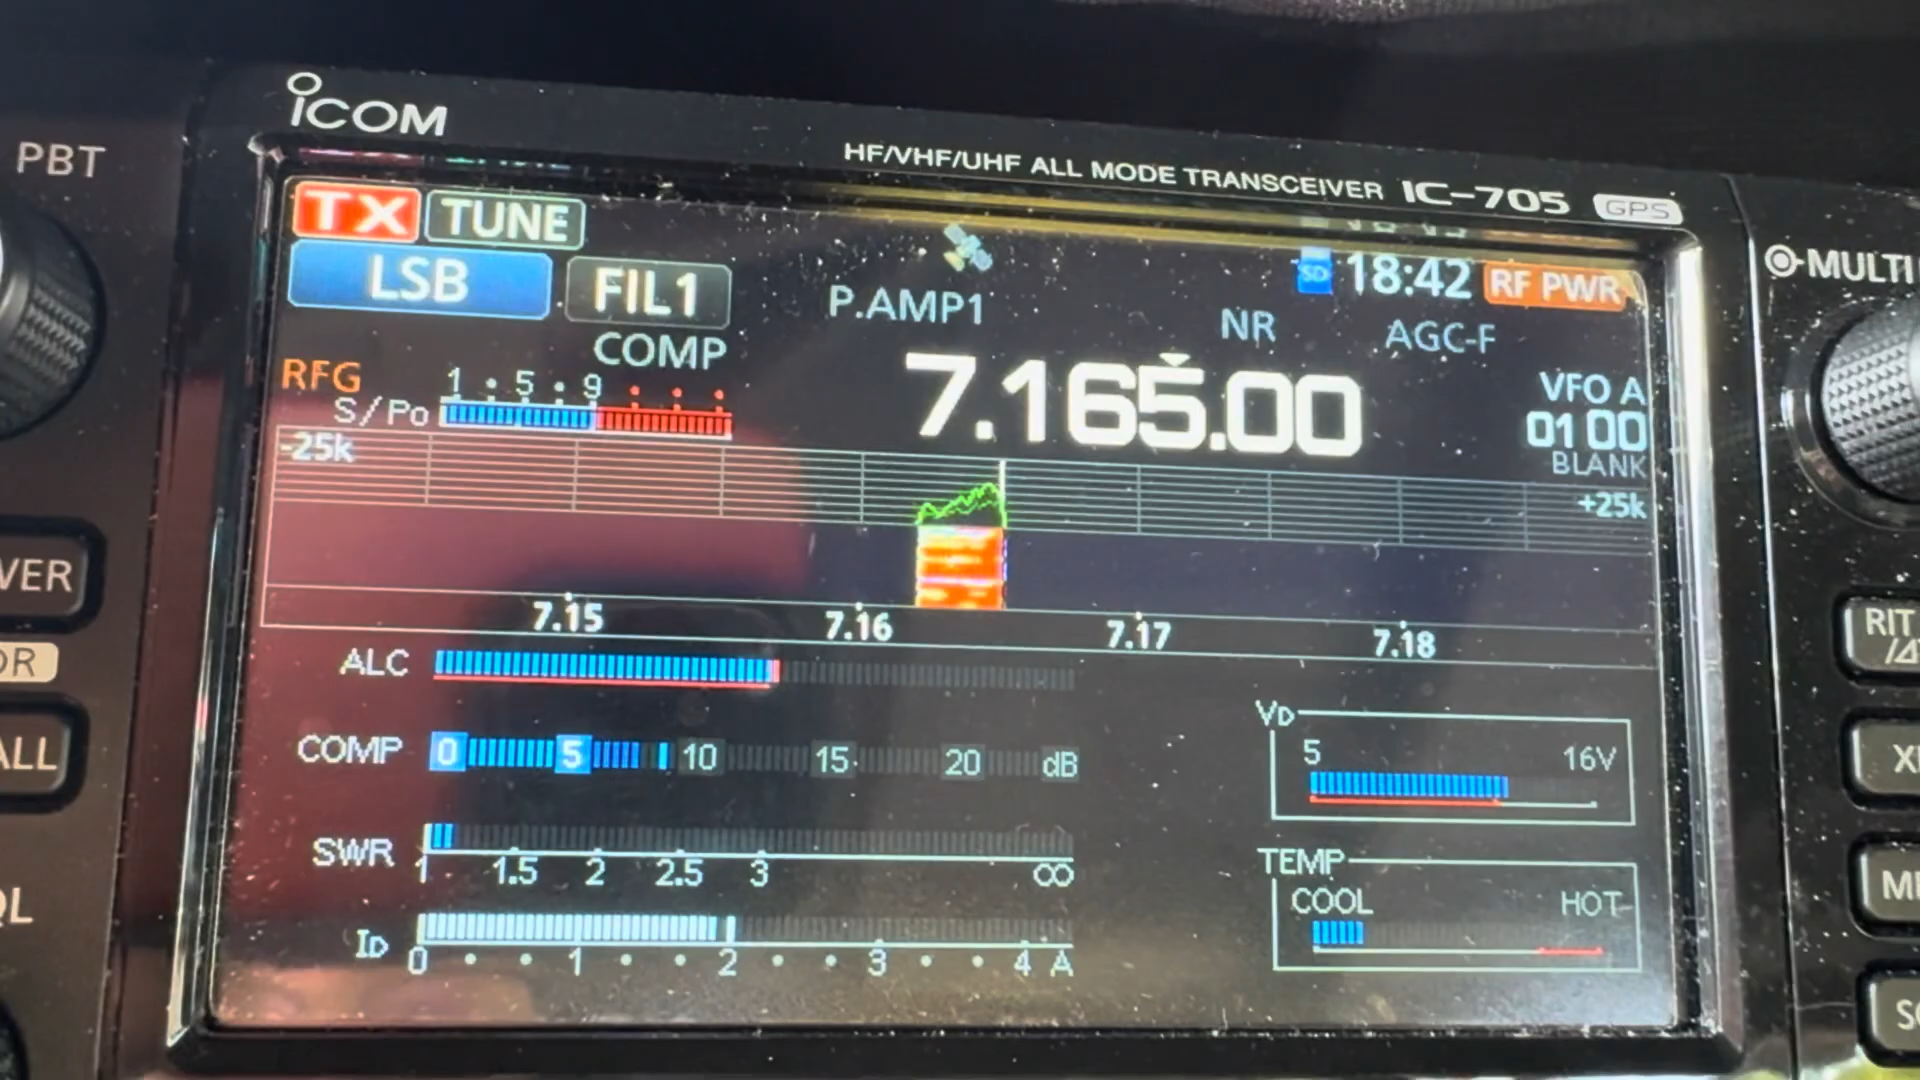 ICOM
PBT
HF/VHF/UHF ALL MODE TRANSCEIVER IC-705 GPS
TX TUNE
LSB FIL1
P.AMP1
SD 18:42 RF PWR
COMP
NR AGC-F
MULTI
RFG
1 · 5 · 9
S/Po
7.165.00
VFO A
01 00
BLANK
-25k
+25k
7.15 7.16 7.17 7.18
VER
RIT
ALC
COMP 0 5 10 15 20 dB
VD
5 16V
ALL
SWR
1 1.5 2 2.5 3 ∞
TEMP
COOL HOT
ID
0 1 2 3 4 A